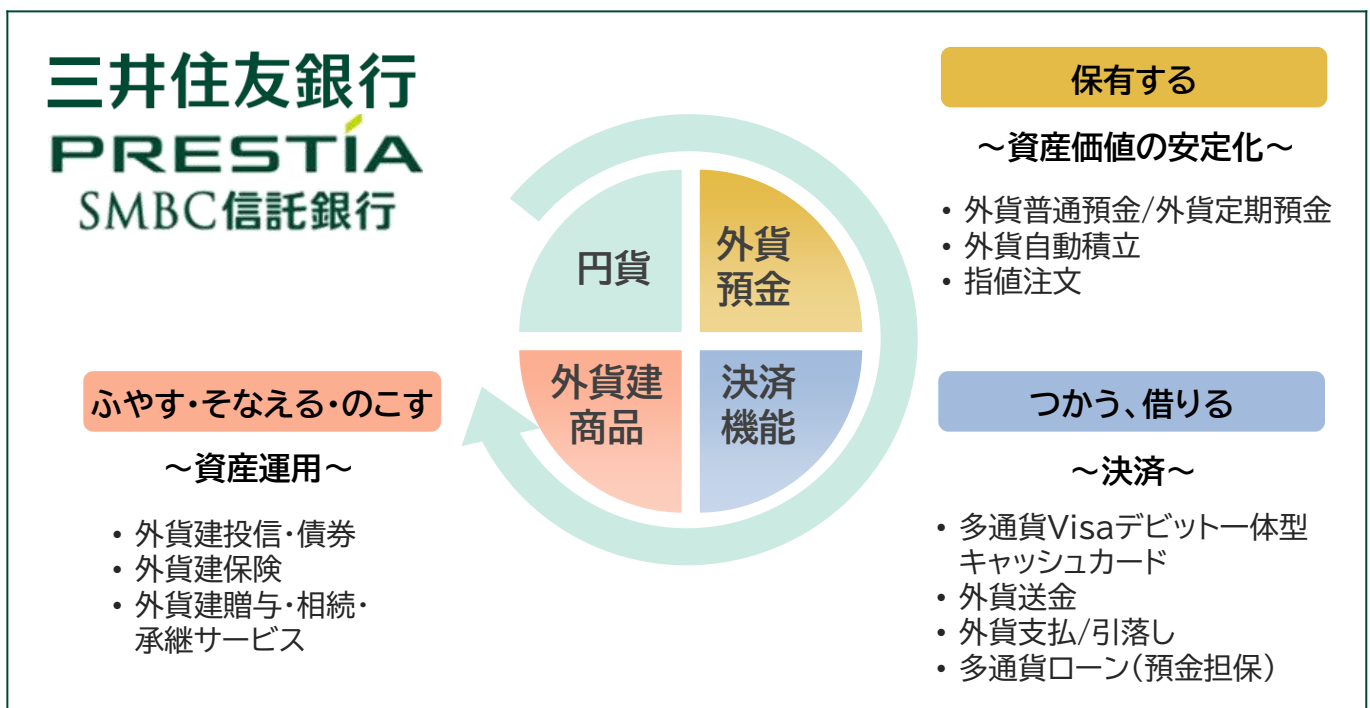 三井住友銀行
PRESTÍA
SMBC信託銀行
円貨
外貨
預金
外貨建
商品
決済
機能
保有する
～資産価値の安定化～
• 外貨普通預金/外貨定期預金
• 外貨自動積立
• 指値注文
ふやす・そなえる・のこす
～資産運用～
• 外貨建投信・債券
• 外貨建保険
• 外貨建贈与・相続・
承継サービス
つかう、借りる
～決済～
• 多通貨Visaデビット一体型
キャッシュカード
• 外貨送金
• 外貨支払/引落し
• 多通貨ローン（預金担保）